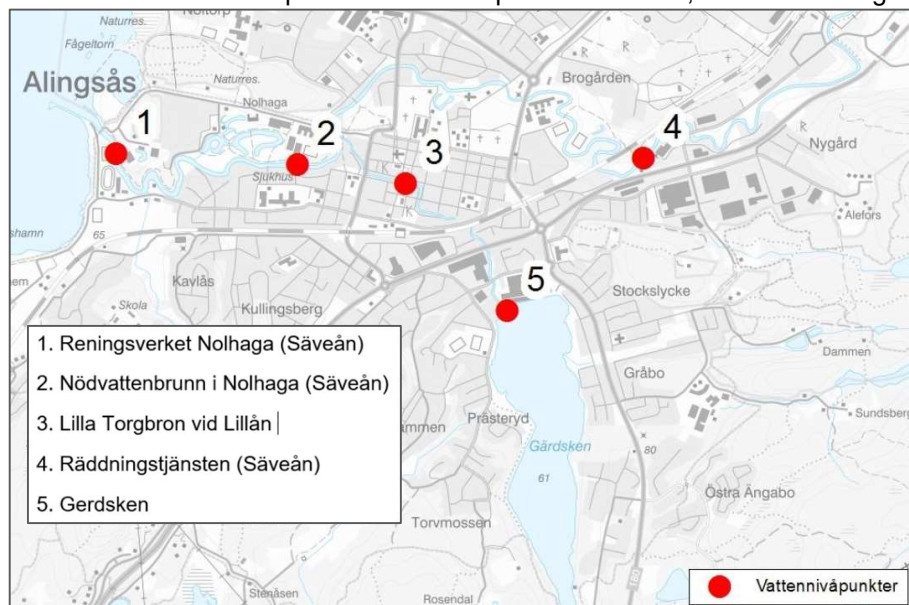 Naturres.
Fågeltorn
Alingsås
Naturres.
Nolhaga
Brogården
1
2
3
4
Sjukhus
Nygård
Alefors
65
Kavlås
Skola
Kullingsberg
5
Stockslycke
Dammen
Gråbo
Sundsberg
Prästeryd
Gärdsken
80
61
Östra Ängabo
Torvmossen
Stenåsen
Rosendal
1. Reningsverket Nolhaga (Säveån)
2. Nödvattenbrunn i Nolhaga (Säveån)
3. Lilla Torgbron vid Lillån
4. Räddningstjänsten (Säveån)
5. Gerdsken
Vattennivåpunkter